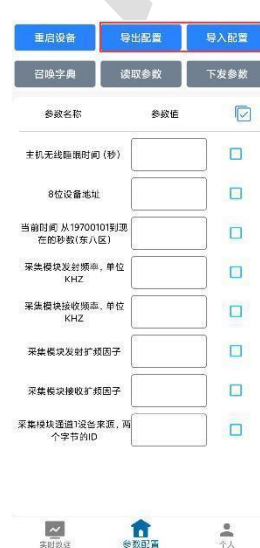 重启设备 导出配置 导入配置
召唤字典 读取参数 下发参数
参数名称 参数值
主机无线睡眠时间(秒)
8位设备地址
当前时间 从19700101到现
在的秒数(东八区)
采集模块发射频率, 单位
KHZ
采集模块接收频率, 单位
KHZ
采集模块发射扩频因子
采集模块接收扩频因子
采集模块通道1设备来源, 两
个字节的ID
实时数据 参数配置 个人